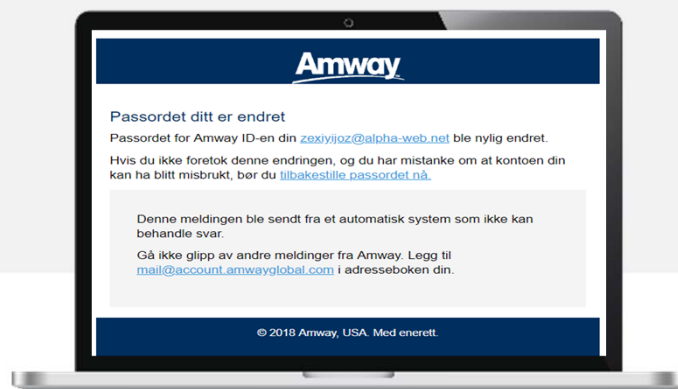 Amway
Passordet ditt er endret
Passordet for Amway ID-en din zexiyijoz@alpha-web.net ble nylig endret.
Hvis du ikke foretok denne endringen, og du har mistanke om at kontoen din
kan ha blitt misbrukt, bør du tilbakestille passordet nå.
Denne meldingen ble sendt fra et automatisk system som ikke kan
behandle svar.
Gå ikke glipp av andre meldinger fra Amway. Legg til
mail@account.amwayglobal.com i adresseboken din.
© 2018 Amway, USA. Med enerett.